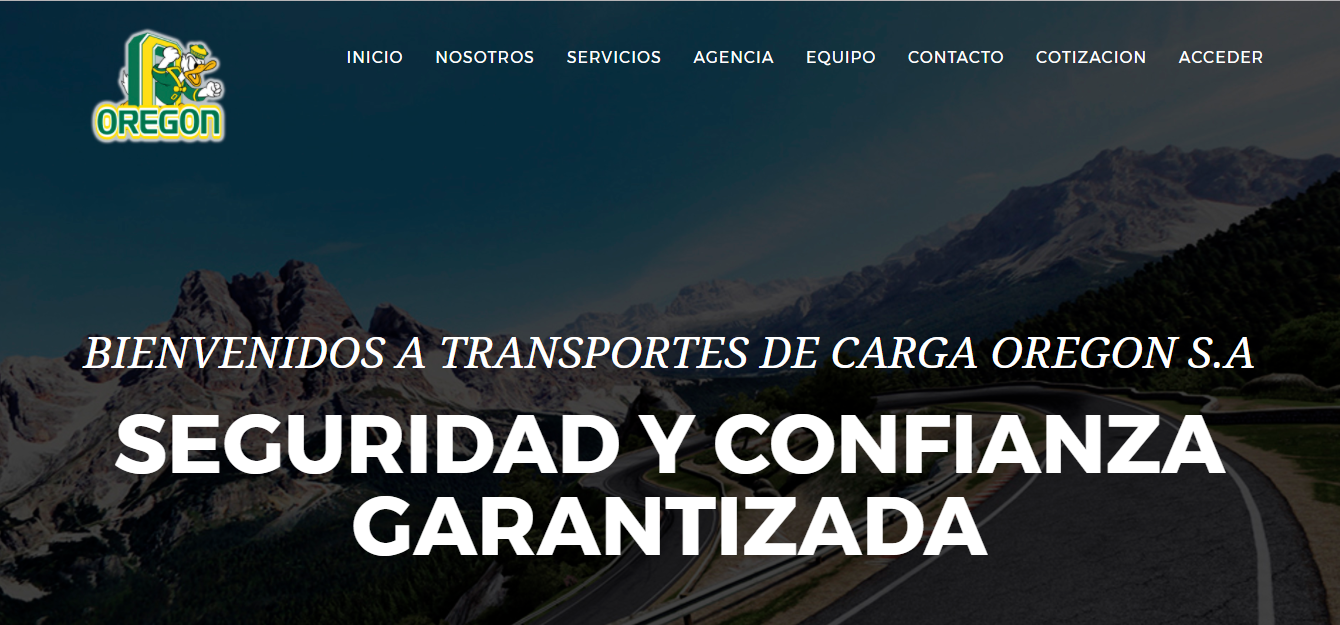 OREGON
INICIO NOSOTROS SERVICIOS AGENCIA EQUIPO CONTACTO COTIZACION ACCEDER
BIENVENIDOS A TRANSPORTES DE CARGA OREGON S.A
SEGURIDAD Y CONFIANZA
GARANTIZADA